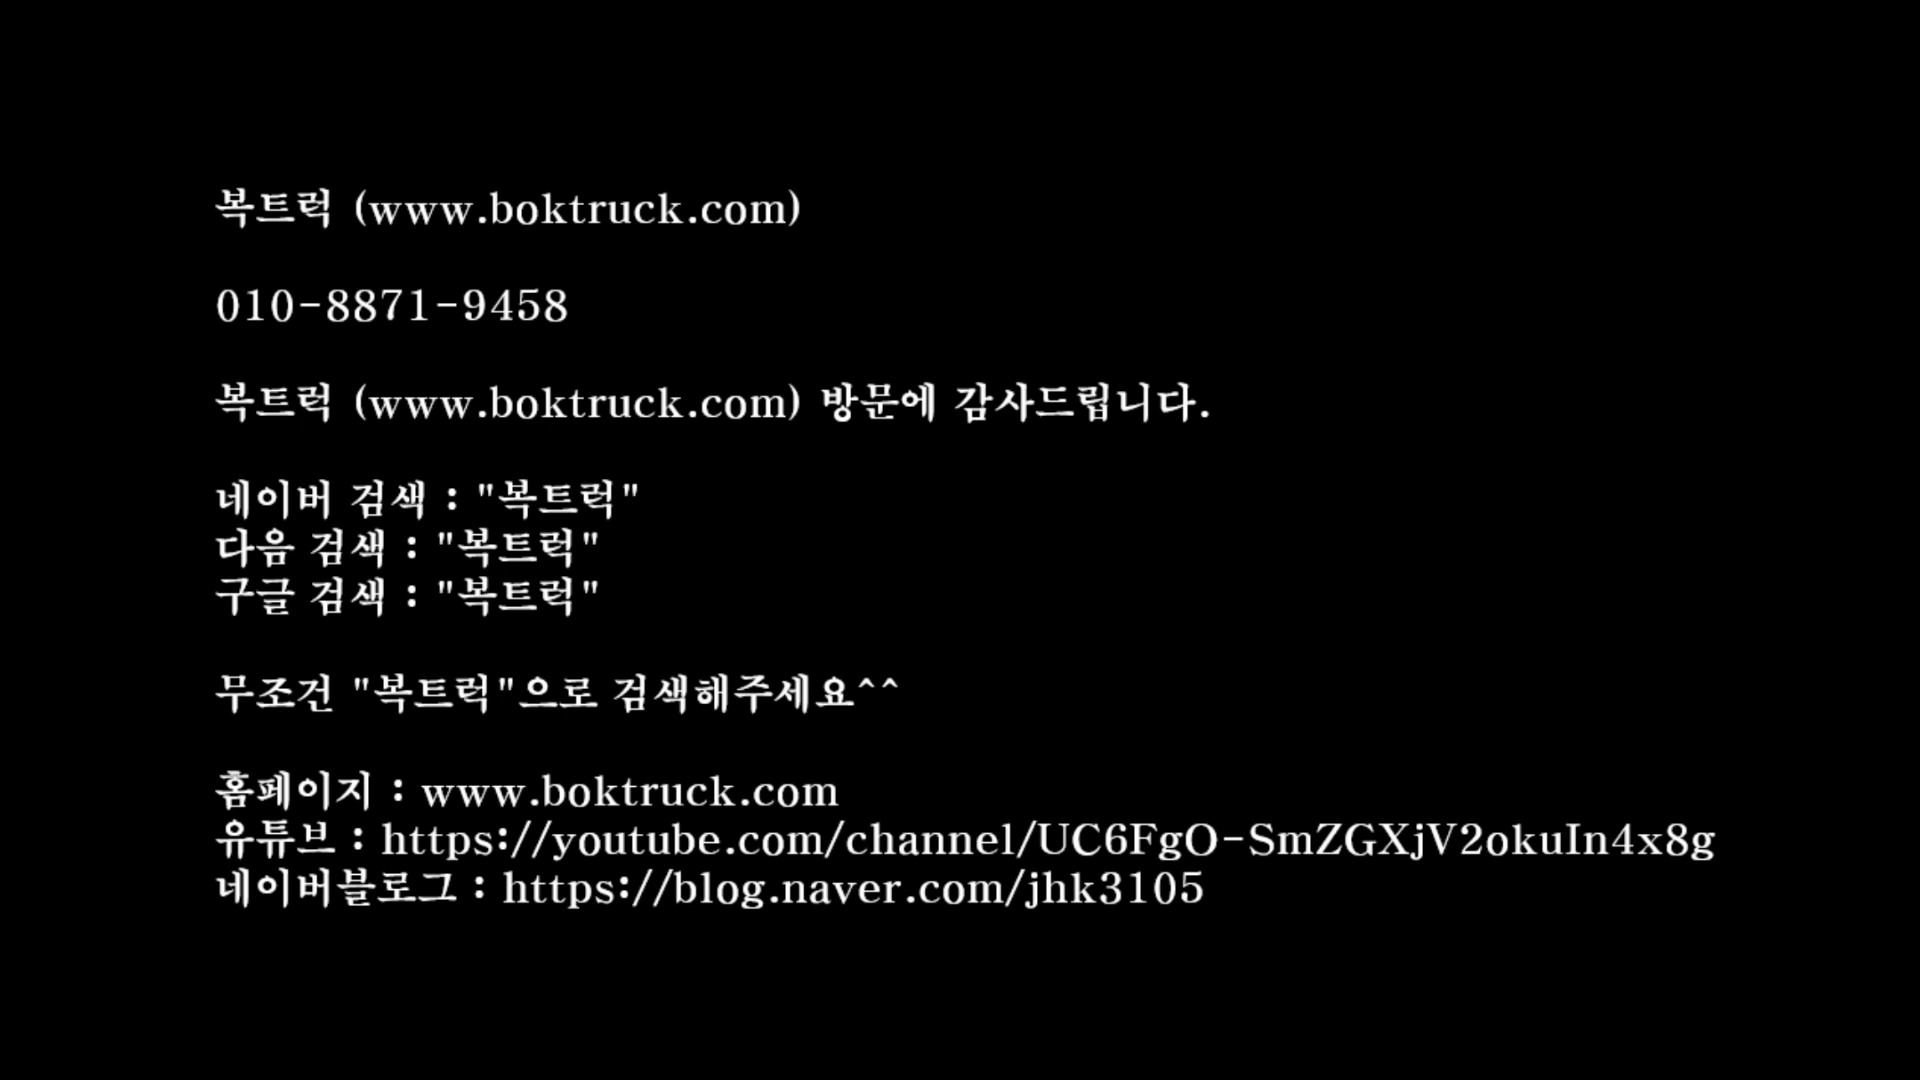 복트럭 (www.boktruck.com)
010-8871-9458
복트럭 (www.boktruck.com) 방문에 감사드립니다.
네이버 검색 : "복트럭"
다음 검색 : "복트럭"
구글 검색 : "복트럭"
무조건 "복트럭"으로 검색해주세요^^
홈페이지 : www.boktruck.com
유튜브 : https://youtube.com/channel/UC6FgO-SmZGXjV2okuIn4x8g
네이버블로그 : https://blog.naver.com/jhk3105